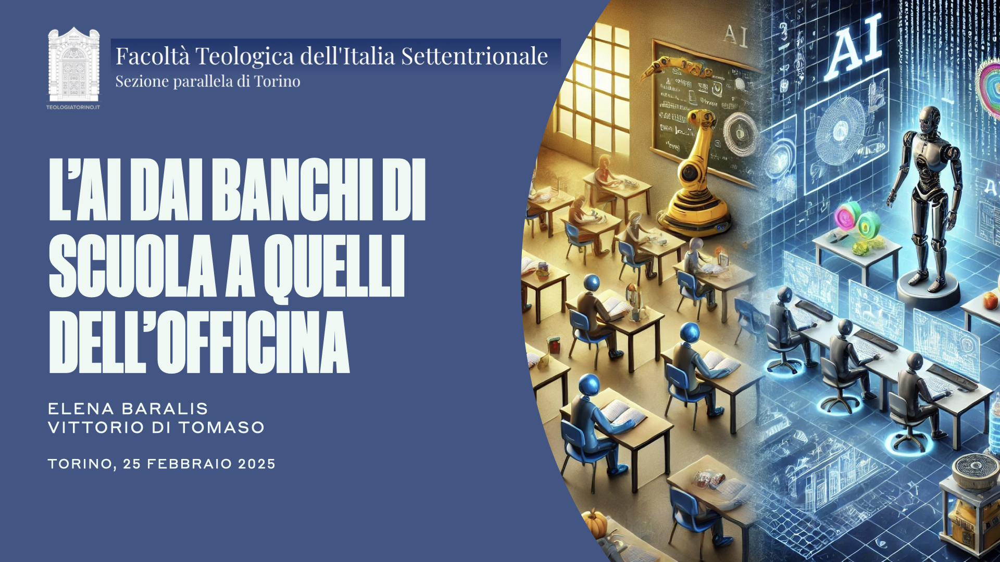 Facoltà Teologica dell'Italia Settentrionale
Sezione parallela di Torino
TEOLOGIATORINO.IT
L’AI DAI BANCHI DI
SCUOLA A QUELLI
DELL’OFFICINA
ELENA BARALIS
VITTORIO DI TOMASO
TORINO, 25 FEBBRAIO 2025
AI
AI